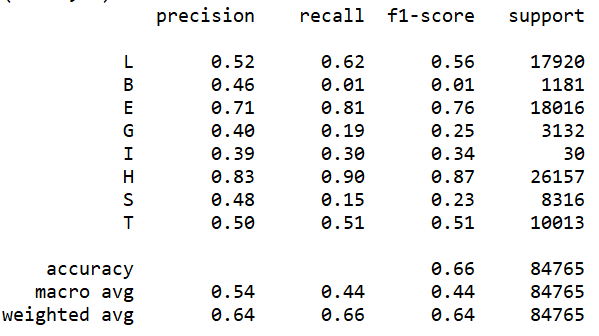 precision recall f1-score support
L 0.52 0.62 0.56 17920
B 0.46 0.01 0.01 1181
E 0.71 0.81 0.76 18016
G 0.40 0.19 0.25 3132
I 0.39 0.30 0.34 30
H 0.83 0.90 0.87 26157
S 0.48 0.15 0.23 8316
T 0.50 0.51 0.51 10013
accuracy 0.66 84765
macro avg 0.54 0.44 0.44 84765
weighted avg 0.64 0.66 0.64 84765